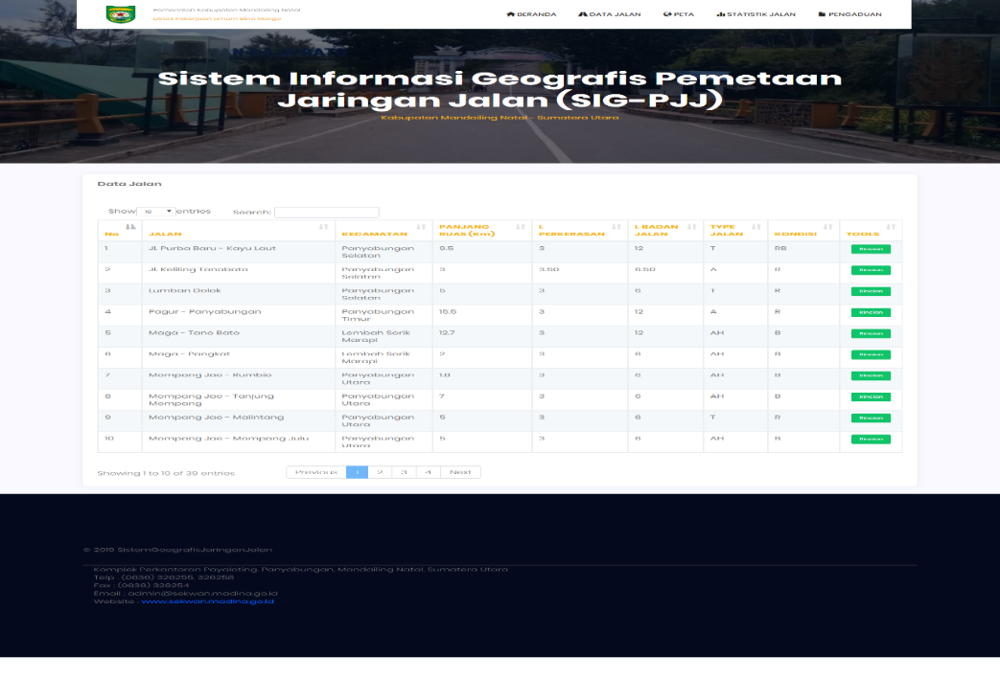 Pemerintah Kabupaten Mandailing Natal
Dinas Pekerjaan Umum Bina Marga
BERANDA
DATA JALAN
PETA
STATISTIK JALAN
PENGADUAN
Sistem Informasi Geografis Pemetaan
Jaringan Jalan (SIG-PJJ)
Kabupaten Mandailing Natal - Sumatera Utara
Data Jalan
Show 10 entries Search:
No JALAN KECAMATAN PANJANG RUAS (Km) L PERKERASAN L BADAN JALAN TYPE JALAN KONDISI TOOLS
1 Jl. Purba Baru - Kayu Laut Panyabungan Selatan 9.5 3 12 T RB Rincian
2 Jl. Keliling Tanobato Panyabungan Selatan 3 3.50 6.50 A R Rincian
3 Lumban Dolok Panyabungan Selatan 5 3 6 T R Rincian
4 Pagur - Panyabungan Panyabungan Timur 15.5 3 12 A R Rincian
5 Maga - Tano Bato Lembah Sorik Marapi 12.7 3 12 AH B Rincian
6 Maga - Pangkat Lembah Sorik Marapi 2 3 AH Rincian
7 Mompang Jae - Rumbio Panyabungan Utara 1.8 3 6 AH Rincian
8 Mompang Jae - Tanjung Mompang Panyabungan Utara 7 3 6 AH B Rincian
9 Mompang Jae - Malintang Panyabungan Utara 5 3 6 T R Rincian
10 Mompang Jae - Mompang Julu Panyabungan Utara 5 3 AH Rincian
Showing 1 to 10 of 39 entries
Previous 1 2 3 4 Next
© 2019 SistemGeografisJaringanJalan
Komplek Perkantoran Payaloting, Panyabungan, Mandailing Natal, Sumatera Utara
Telp : (0636) 326255, 326258
Fax : (0636) 326254
Email : admin@sekwan.madina.go.id
Website : www.sekwan.madina.go.id